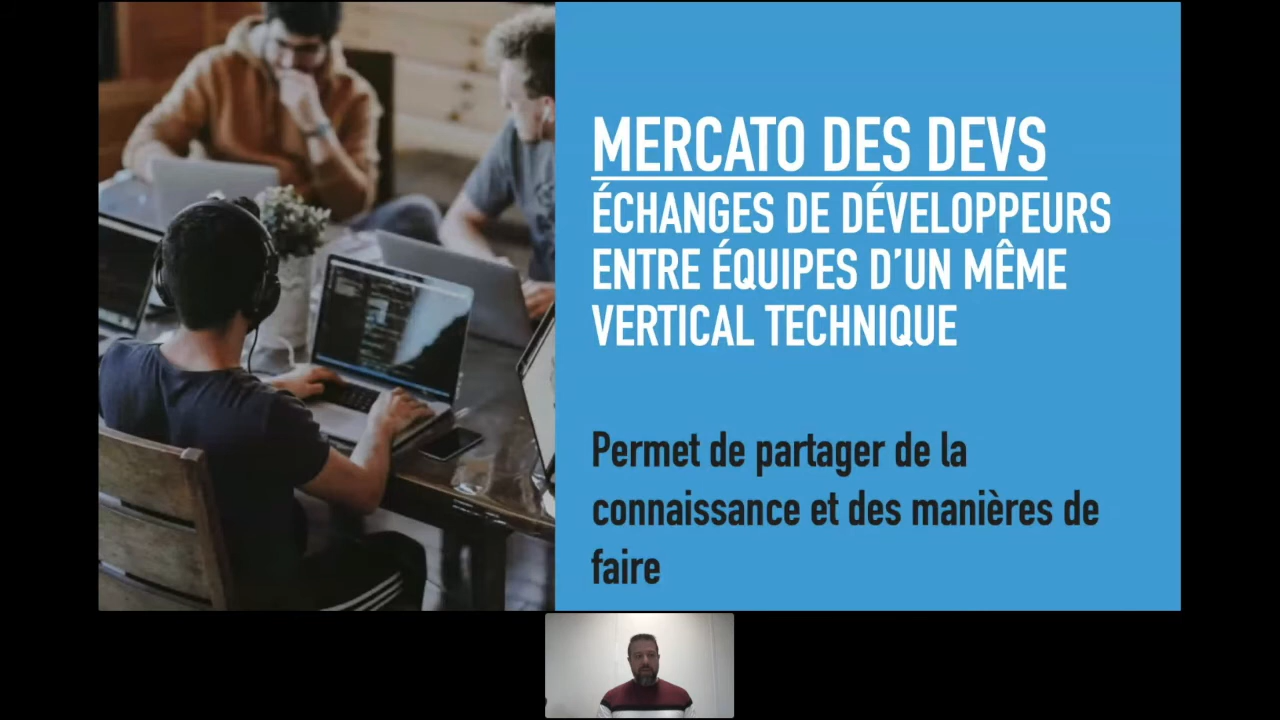 MERCATO DES DEVS
ÉCHANGES DE DÉVELOPPEURS
ENTRE ÉQUIPES D’UN MÊME
VERTICAL TECHNIQUE
Permet de partager de la
connaissance et des manières de
faire